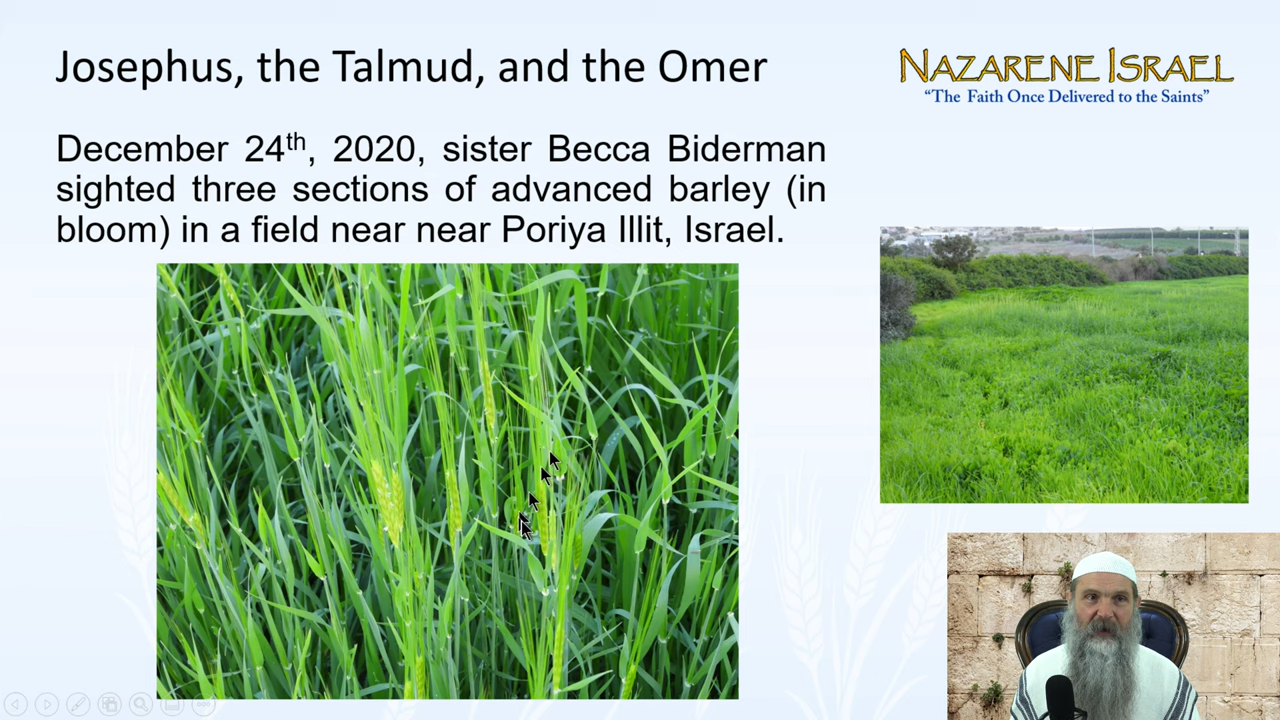 Josephus, the Talmud, and the Omer
NAZARENE ISRAEL
“The Faith Once Delivered to the Saints”
December 24th, 2020, sister Becca Biderman
sighted three sections of advanced barley (in
bloom) in a field near near Poriya Illit, Israel.